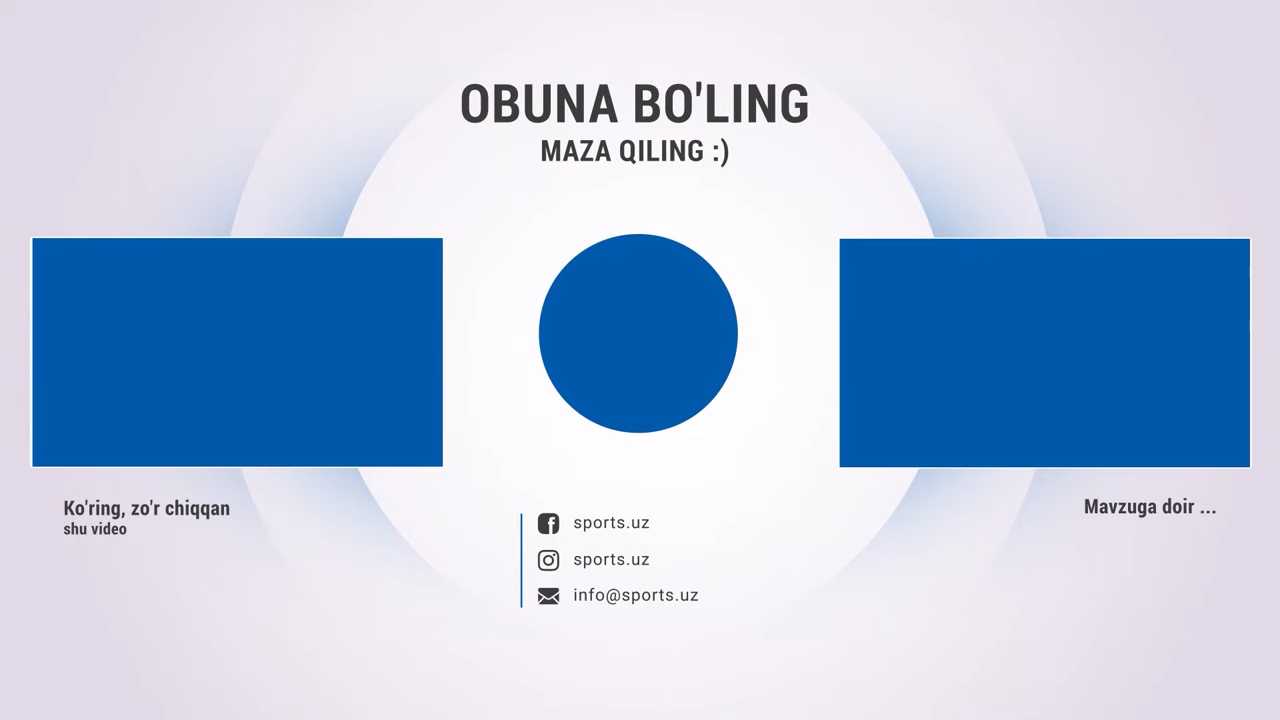 OBUNA BO'LING
MAZA QILING :)
Ko'ring, zo'r chiqqan
shu video
Mavzuga doir ...
sports.uz
sports.uz
info@sports.uz